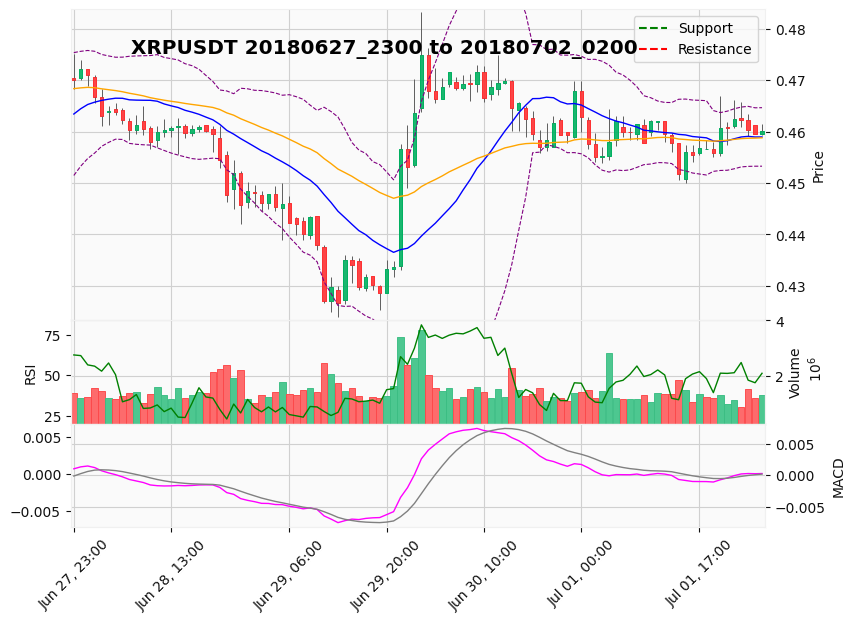 XRPUSDT 20180627_2300 to 20180702_0200
Support
Resistance
0.48
0.47
0.46
0.45
0.44
0.43
Price
75
50
25
RSI
4
2
Volume
10^6
0.005
0.000
−0.005
0.005
0.000
−0.005
MACD
Jun 27, 23:00
Jun 28, 13:00
Jun 29, 06:00
Jun 29, 20:00
Jun 30, 10:00
Jul 01, 00:00
Jul 01, 17:00